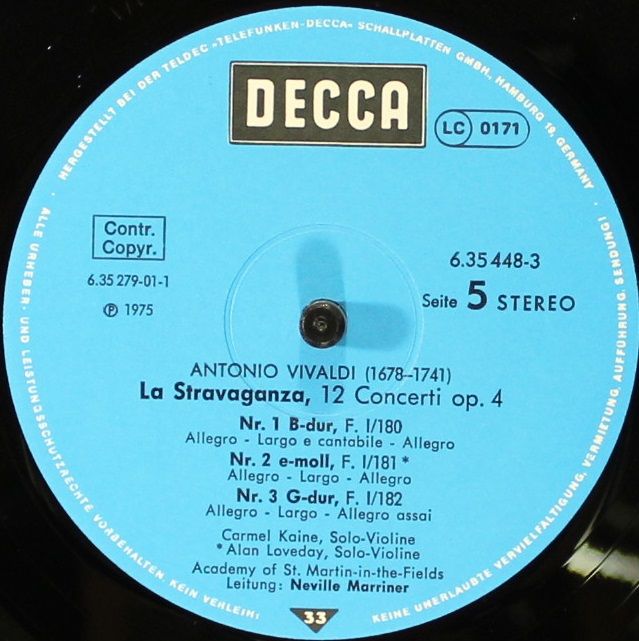 HERGESTELLT BEI DER TELDEC »TELEFUNKEN-DECCA« SCHALLPLATTEN GMBH, HAMBURG 19, GERMANY
DECCA
LC 0171
Contr.
Copyr.
6.35 279-01-1
Ⓟ 1975
6.35 448-3
Seite 5 STEREO
ANTONIO VIVALDI (1678–1741)
La Stravaganza, 12 Concerti op. 4
Nr. 1 B-dur, F. I/180
Allegro - Largo e cantabile - Allegro
Nr. 2 e-moll, F. I/181 *
Allegro - Largo - Allegro
Nr. 3 G-dur, F. I/182
Allegro - Largo - Allegro assai
Carmel Kaine, Solo-Violine
* Alan Loveday, Solo-Violine
Academy of St. Martin-in-the-Fields
Leitung: Neville Marriner
33
ALLE URHEBER- UND LEISTUNGSSCHUTZRECHTE VORBEHALTEN. KEIN VERLEIH!
KEINE UNERLAUBTE VERVIELFÄLTIGUNG, VERMIETUNG, AUFFÜHRUNG, SENDUNG!